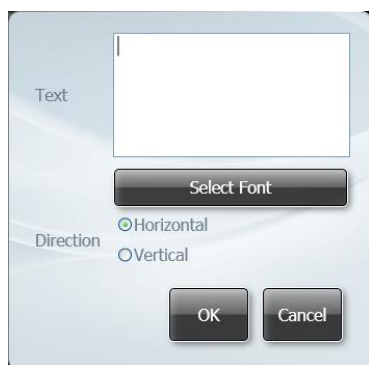 Text
Select Font
Direction
Horizontal
Vertical
OK
Cancel